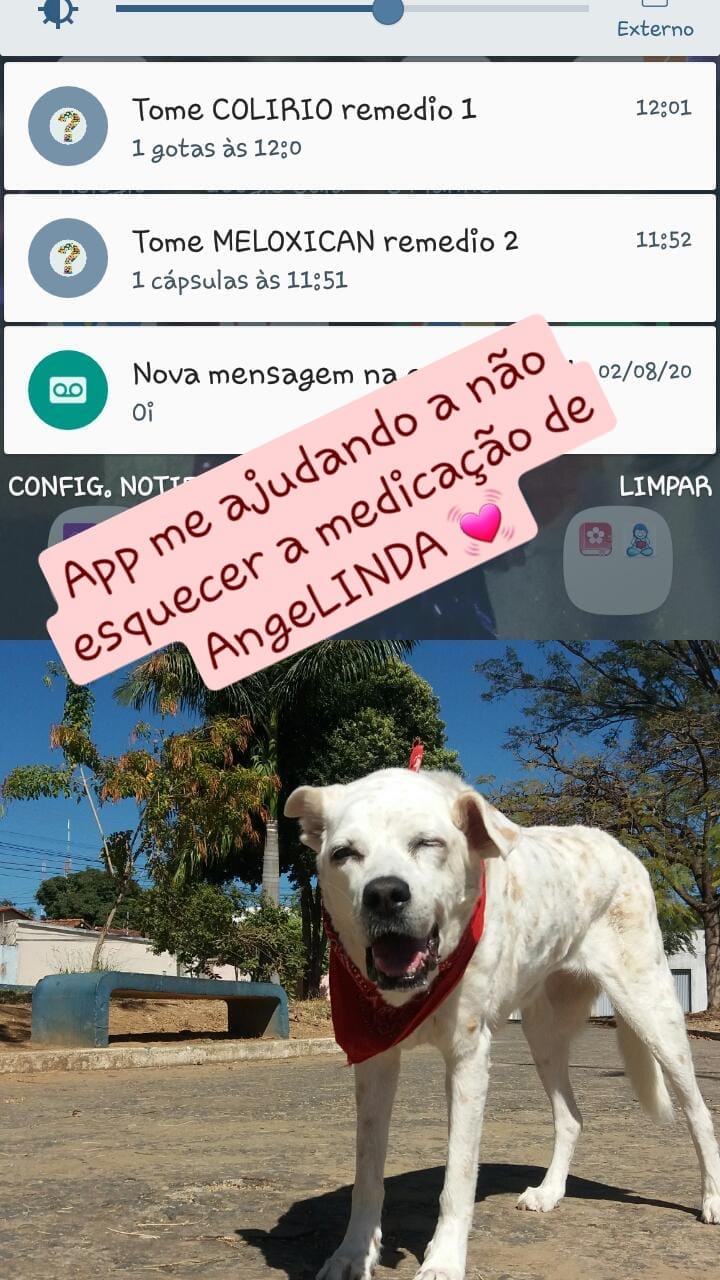 Externo
Tome COLIRIO remedio 1
12:01
1 gotas às 12:0
Tome MELOXICAN remedio 2
11:52
1 cápsulas às 11:51
Nova mensagem na
02/08/20
Oi
CONFIG. NOTI
LIMPAR
App me ajudando a não
esquecer a medicação de
AngeLINDA 💓